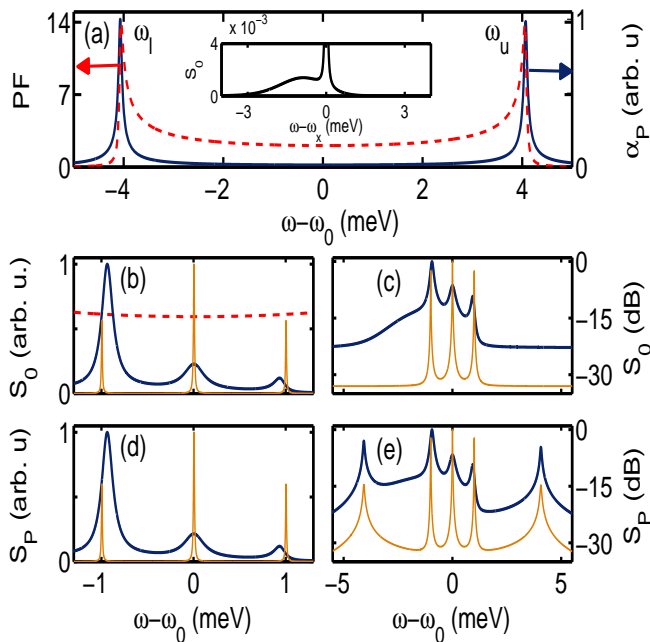 x 10⁻³
14 (a) ω_l 4 ω_u 1
PF 7 S_0 α_P (arb. u)
0 0
−3 0 3
ω−ω_x (meV)
0 0
−4 −2 0 2 4
ω−ω_0 (meV)
1 (b) (c) 0
S_0 (arb. u.) −15 S_0 (dB)
0 −30
1 (d) (e) 0
S_P (arb. u) −15 S_P (dB)
0 −30
−1 0 1 −5 0 5
ω−ω_0 (meV) ω−ω_0 (meV)